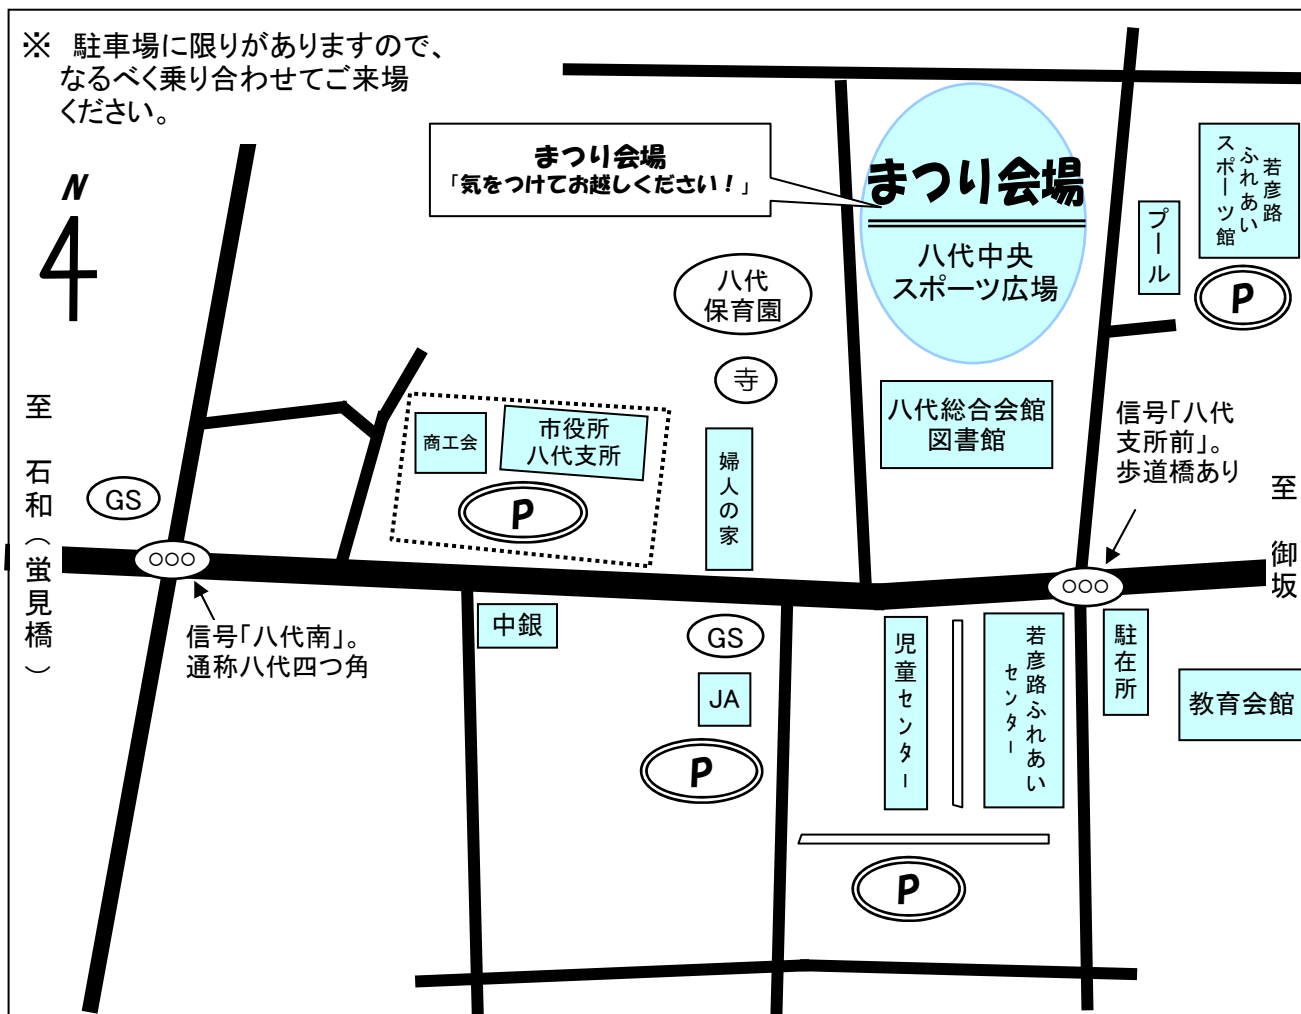 ※ 駐車場に限りがありますので、
なるべく乗り合わせてご来場
ください。
N
まつり会場
「気をつけてお越しください！」
まつり会場
八代中央
スポーツ広場
若彦路
ふれあい
スポーツ館
プール
P
八代
保育園
寺
商工会
市役所
八代支所
P
婦人の家
八代総合会館
図書館
信号「八代
支所前」。
歩道橋あり
至 御坂
至 石和（蛍見橋）
GS
○○○
○○○
信号「八代南」。
通称八代四つ角
中銀
GS
JA
P
児童センター
若彦路ふれあい
センター
駐在所
教育会館
P